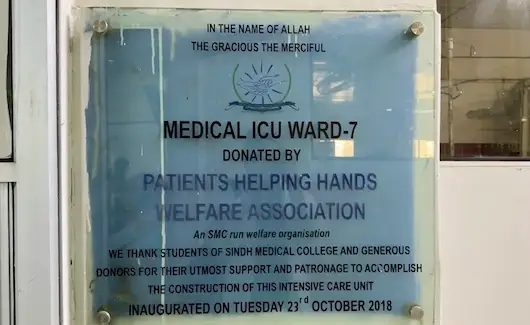 IN THE NAME OF ALLAH
THE GRACIOUS THE MERCIFUL
MEDICAL ICU WARD-7
DONATED BY
PATIENTS HELPING HANDS
WELFARE ASSOCIATION
An SMC run welfare organisation
WE THANK STUDENTS OF SINDH MEDICAL COLLEGE AND GENEROUS
DONORS FOR THEIR UTMOST SUPPORT AND PATRONAGE TO ACCOMPLISH
THE CONSTRUCTION OF THIS INTENSIVE CARE UNIT
INAUGURATED ON TUESDAY 23rd OCTOBER 2018